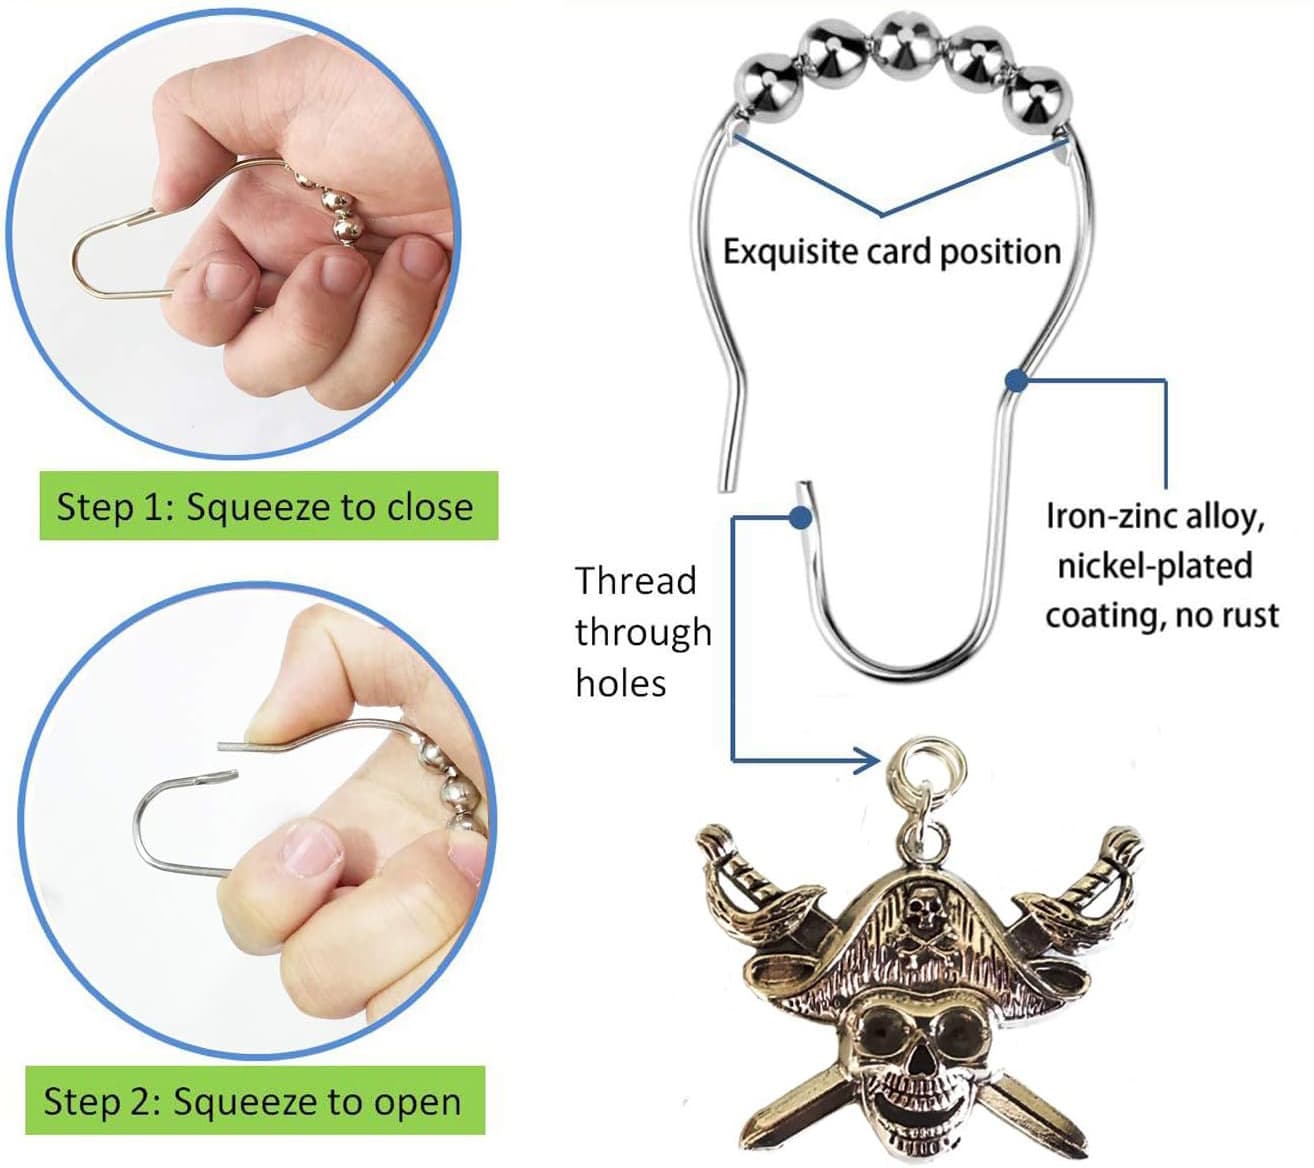 Step 1: Squeeze to close
Step 2: Squeeze to open
Exquisite card position
Thread
through
holes
Iron-zinc alloy,
nickel-plated
coating, no rust